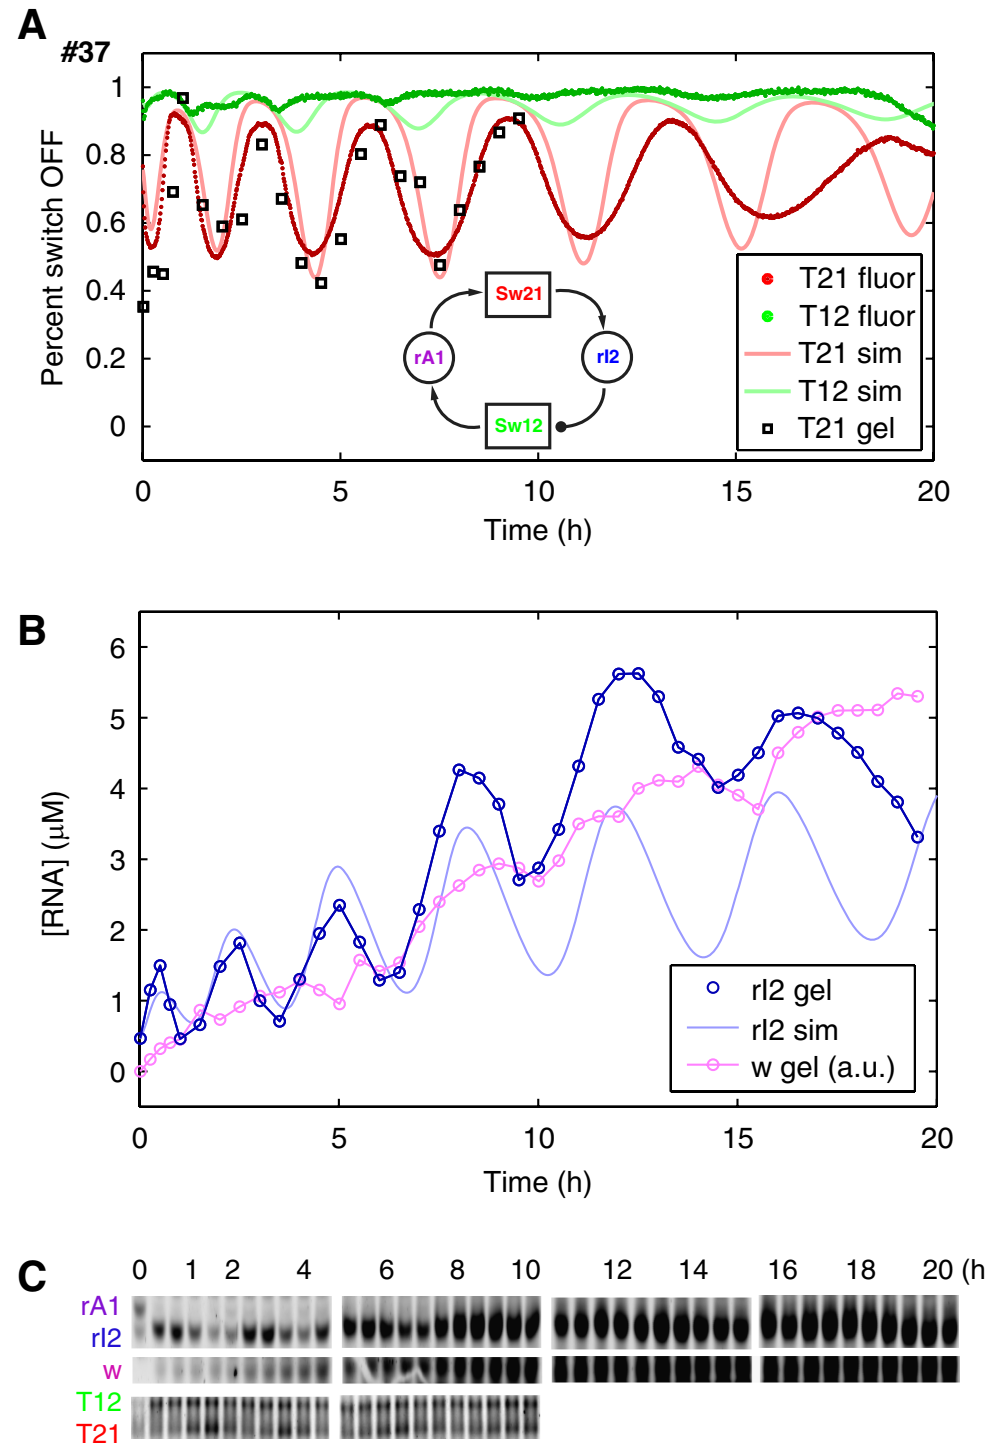 A
#37
1
0.8
0.6
0.4
0.2
0
Percent switch OFF
Sw21
rA1
rI2
Sw12
T21 fluor
T12 fluor
T21 sim
T12 sim
T21 gel
0 5 10 15 20
Time (h)
B
6
5
4
3
2
1
0
[RNA] (μM)
rI2 gel
rI2 sim
w gel (a.u.)
0 5 10 15 20
Time (h)
C
0 1 2 4 6 8 10 12 14 16 18 20 (h
rA1
rI2
w
T12
T21